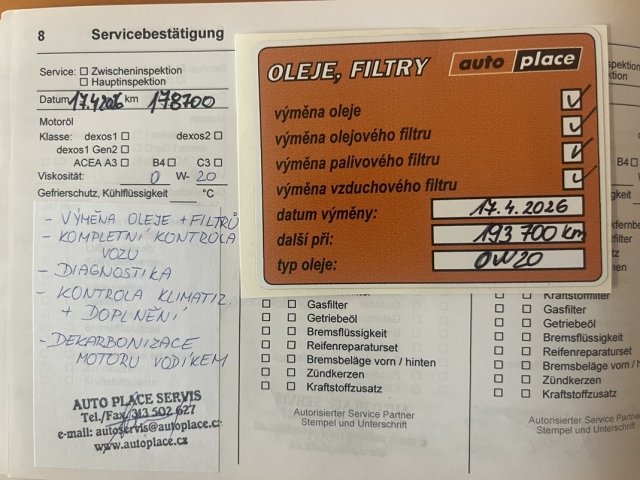 8 Servicebestätigung
Service: Zwischeninspektion
Hauptinspektion
Datum 17.4.2026 km 178700
Motoröl
Klasse: dexos1 dexos2
dexos1 Gen2
ACEA A3 B4 C3
Viskosität: 0 W- 20
Gefrierschutz, Kühlflüssigkeit °C
- VÝMĚNA OLEJE + FILTRŮ
- KOMPLETNÍ KONTROLA
VOZU
- DIAGNOSTIKA
- KONTROLA KLIMATIZ.
+ DOPLNĚNÍ
- DEKARBONIZACE
MOTORU VODÍKEM
AUTO PLACE SERVIS
Tel./Fax 313 502 627
e-mail: autoservis@autoplace.cz
www.autoplace.cz
OLEJE, FILTRY auto place
výměna oleje
výměna olejového filtru
výměna palivového filtru
výměna vzduchového filtru
datum výměny: 17.4.2026
další při: 193 700 km
typ oleje: 0W20
Gasfilter
Getriebeöl
Bremsflüssigkeit
Reifenreparaturset
Bremsbeläge vorn / hinten
Zündkerzen
Kraftstoffzusatz
Autorisierter Service Partner
Stempel und Unterschrift
B4
Kraftstofffilter
Gasfilter
Getriebeöl
Bremsflüssigkeit
Reifenreparaturset
Bremsbeläge vorn /
Zündkerzen
Kraftstoffzusatz
Autorisierter Service Partner
Stempel und Unterschrift